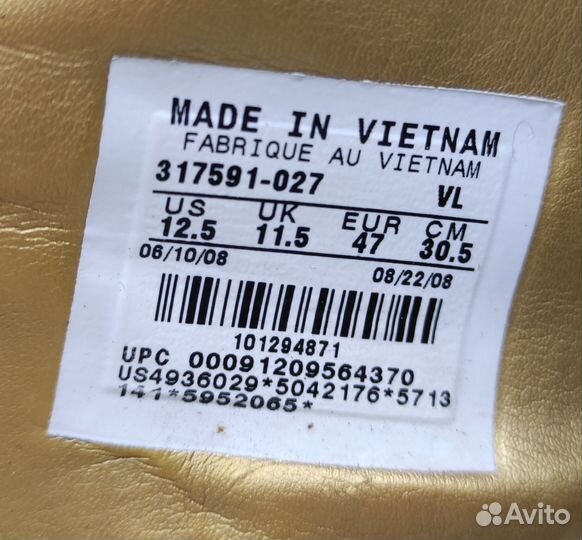 MADE IN VIETNAM
FABRIQUE AU VIETNAM
317591-027 VL
US UK EUR CM
12.5 11.5 47 30.5
06/10/08 08/22/08
101294871
UPC 00091209564370
US4936029*5042176*5713
141*5952065*
Avito